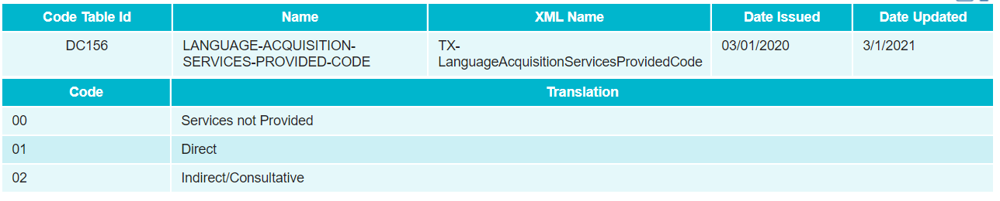 Code Table Id Name XML Name Date Issued Date Updated
DC156 LANGUAGE-ACQUISITION-SERVICES-PROVIDED-CODE TX-LanguageAcquisitionServicesProvidedCode 03/01/2020 3/1/2021
Code Translation
00 Services not Provided
01 Direct
02 Indirect/Consultative